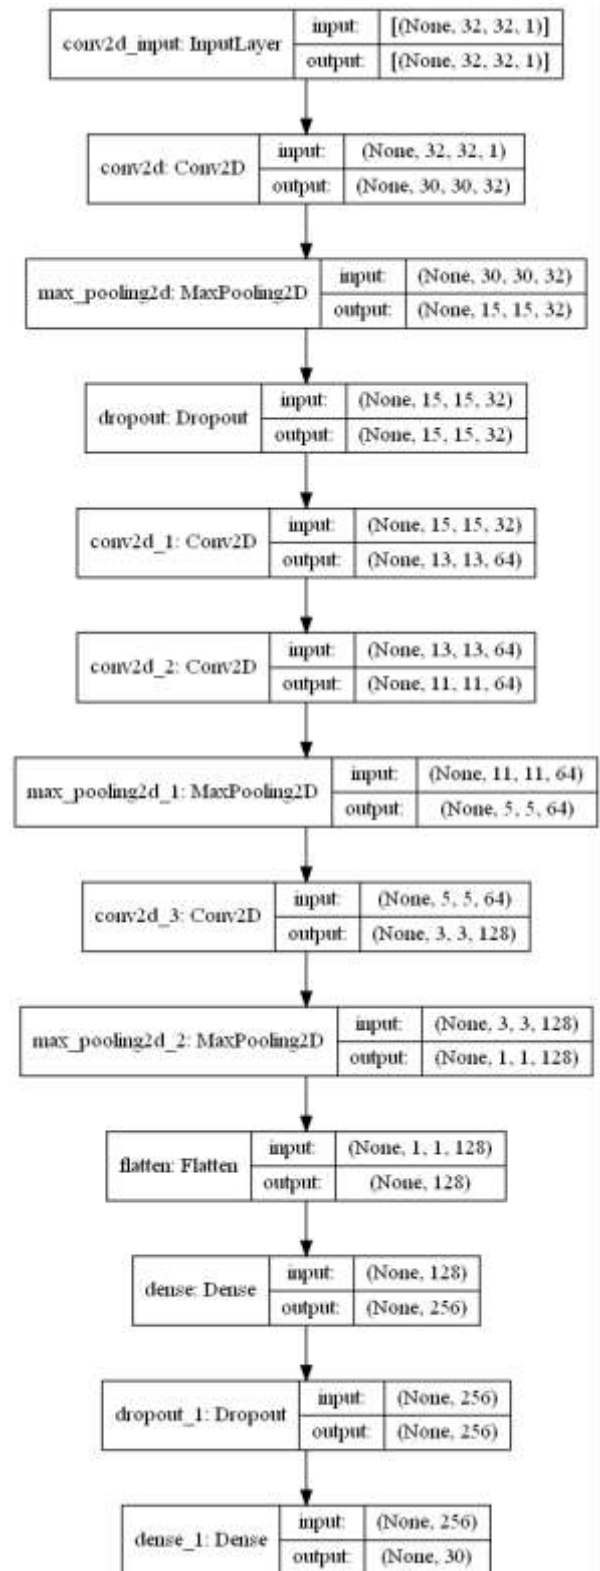 conv2d_input: InputLayer input: [(None, 32, 32, 1)]
output: [(None, 32, 32, 1)]
conv2d: Conv2D input: (None, 32, 32, 1)
output: (None, 30, 30, 32)
max_pooling2d: MaxPooling2D input: (None, 30, 30, 32)
output: (None, 15, 15, 32)
dropout: Dropout input: (None, 15, 15, 32)
output: (None, 15, 15, 32)
conv2d_1: Conv2D input: (None, 15, 15, 32)
output: (None, 13, 13, 64)
conv2d_2: Conv2D input: (None, 13, 13, 64)
output: (None, 11, 11, 64)
max_pooling2d_1: MaxPooling2D input: (None, 11, 11, 64)
output: (None, 5, 5, 64)
conv2d_3: Conv2D input: (None, 5, 5, 64)
output: (None, 3, 3, 128)
max_pooling2d_2: MaxPooling2D input: (None, 3, 3, 128)
output: (None, 1, 1, 128)
flatten: Flatten input: (None, 1, 1, 128)
output: (None, 128)
dense: Dense input: (None, 128)
output: (None, 256)
dropout_1: Dropout input: (None, 256)
output: (None, 256)
dense_1: Dense input: (None, 256)
output: (None, 30)